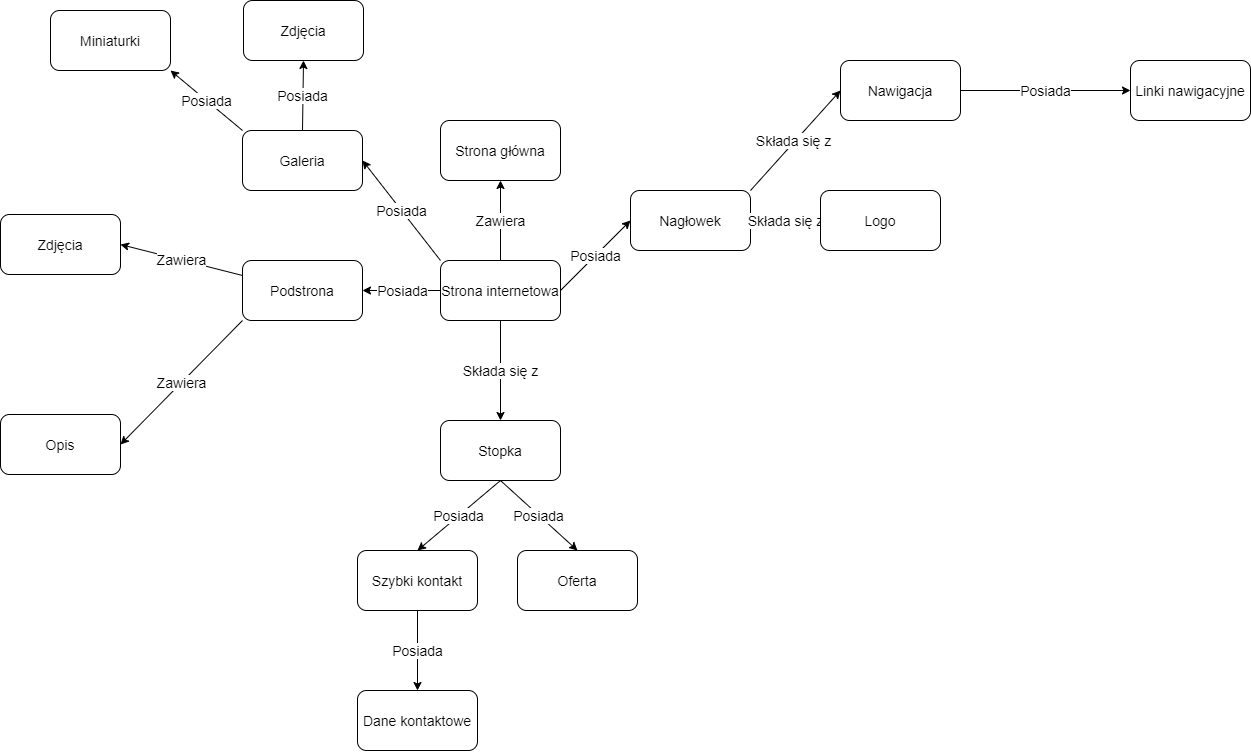 Zdjęcia
Miniaturki
Nawigacja
Posiada
Linki nawigacyjne
Posiada
Posiada
Składa się z
Strona główna
Galeria
Posiada
Zawiera
Nagłowek
Składa się z
Logo
Zdjęcia
Zawiera
Posiada
Podstrona
Posiada
Strona internetowa
Składa się z
Zawiera
Opis
Stopka
Posiada
Posiada
Szybki kontakt
Oferta
Posiada
Dane kontaktowe